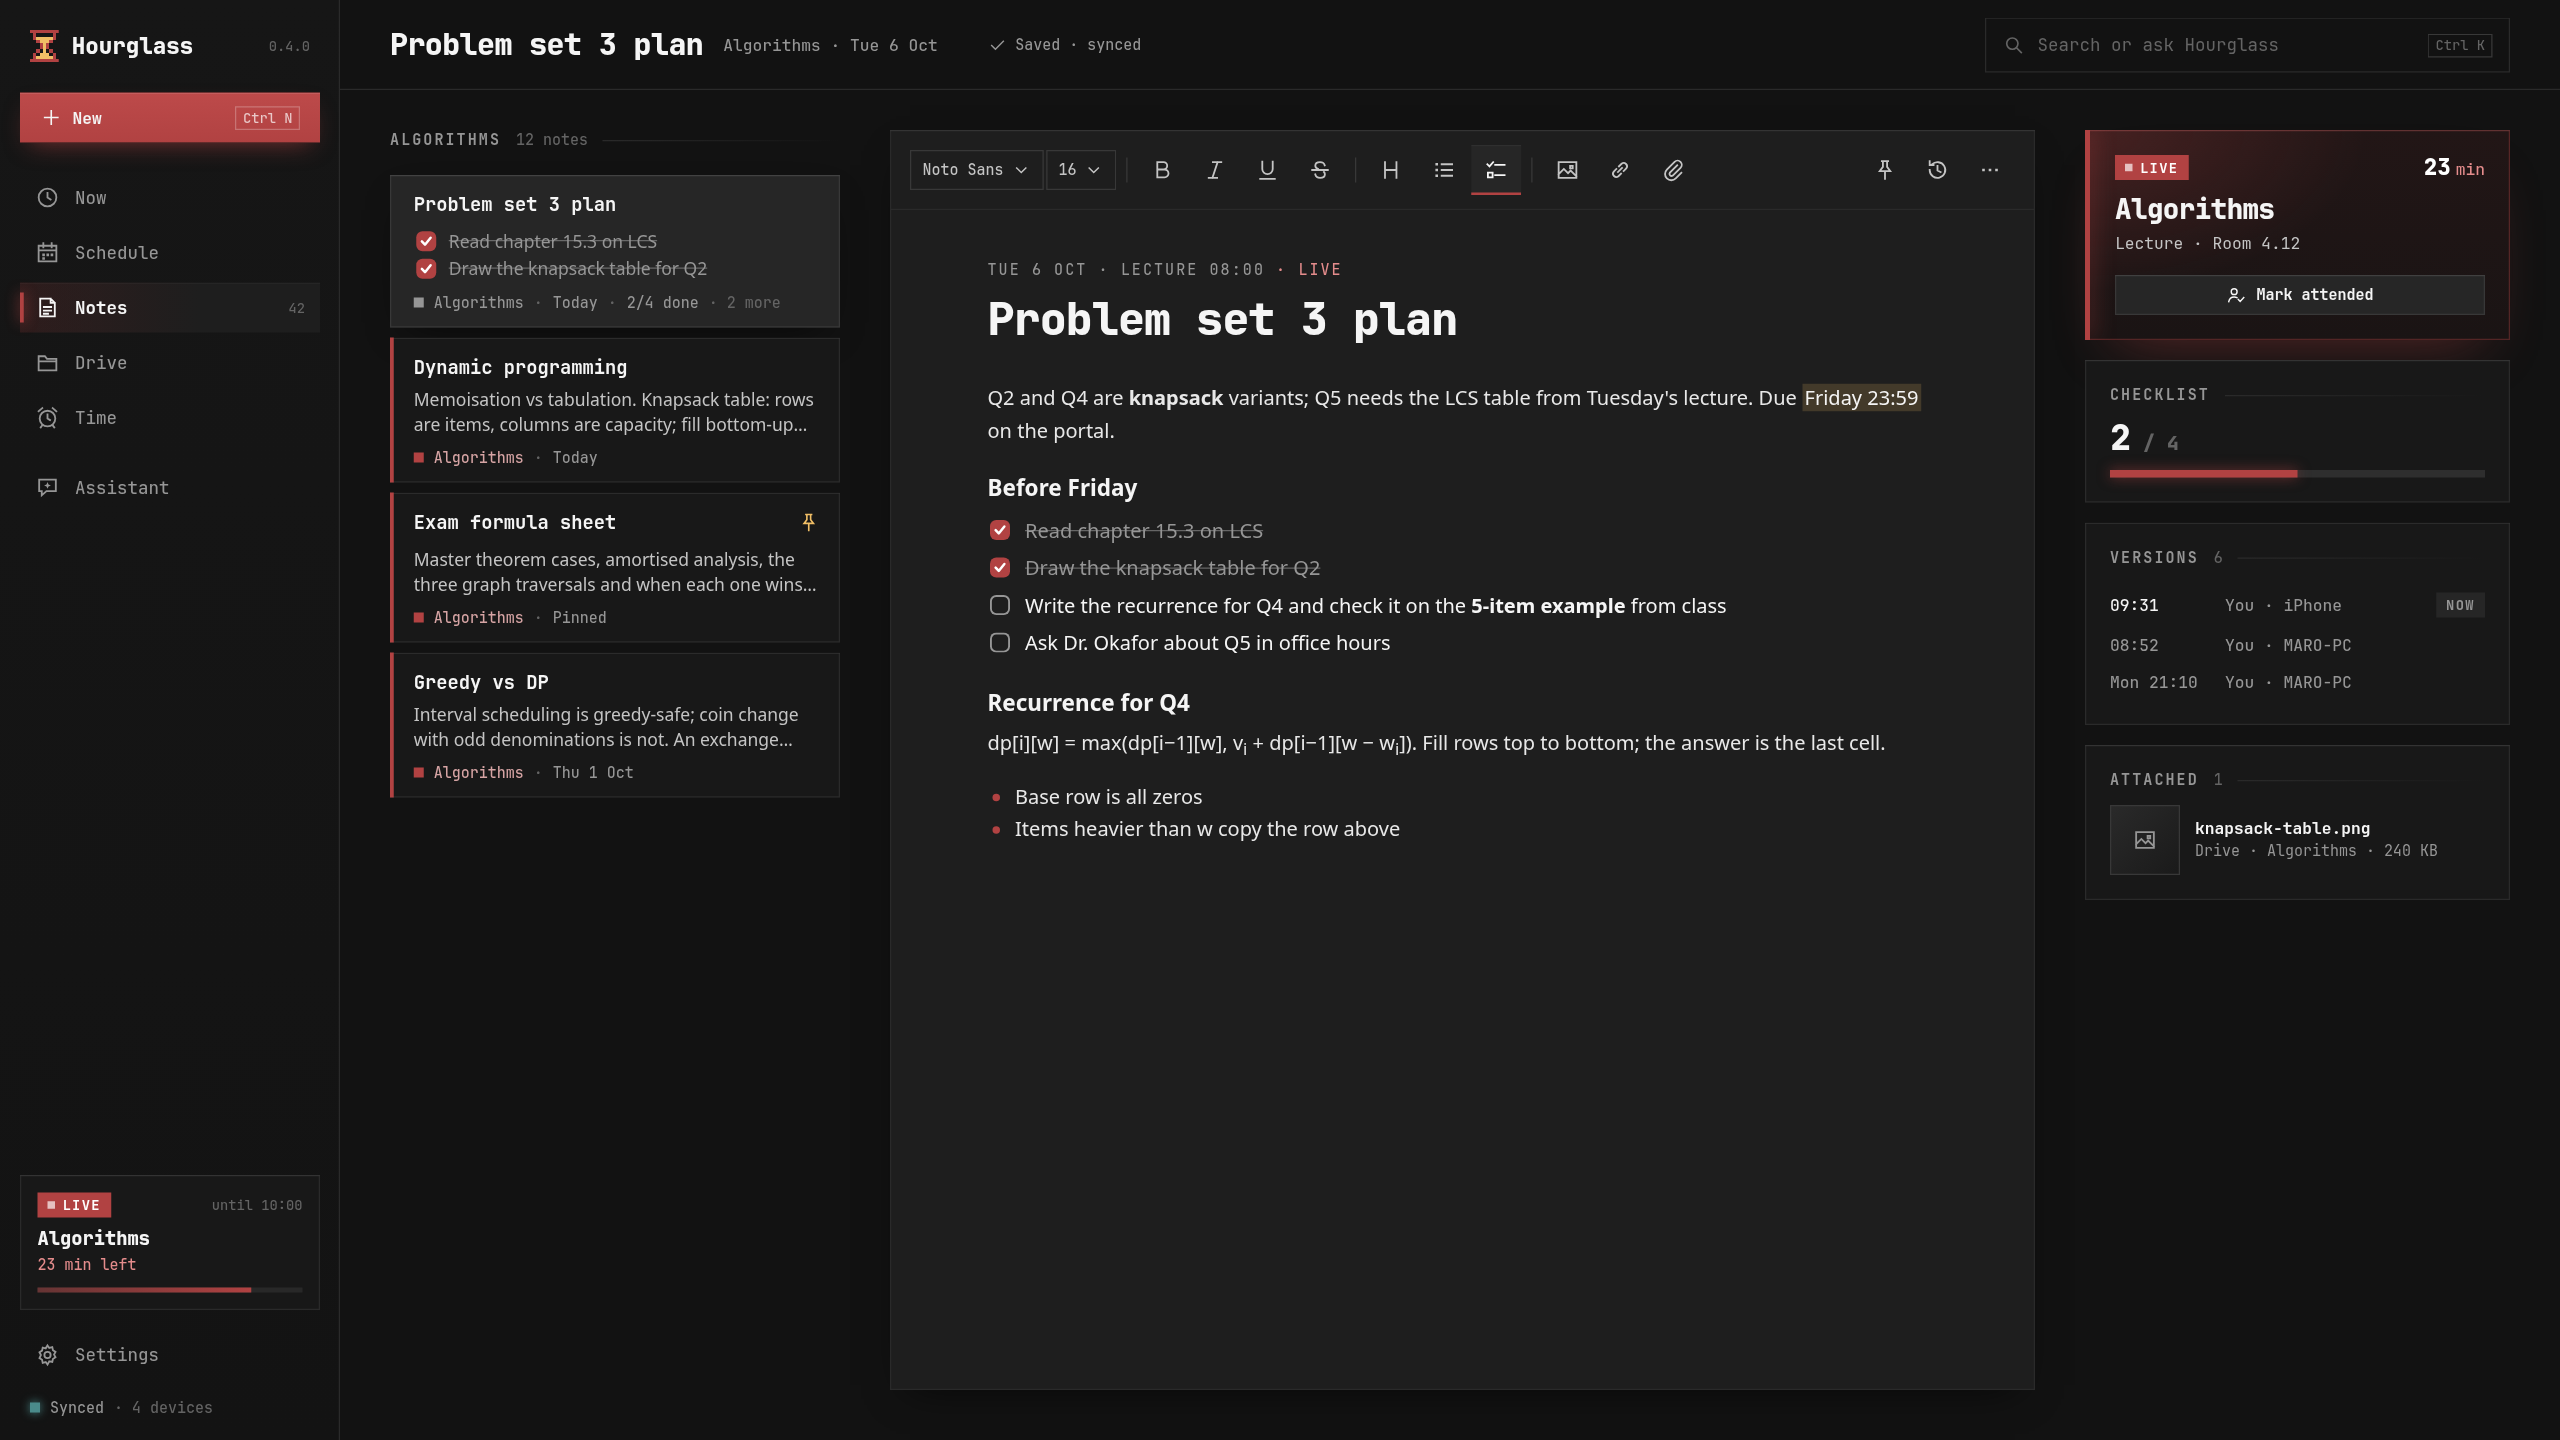 Hourglass 0.4.0
New Ctrl N
Now
Schedule
Notes 42
Drive
Time
Assistant
LIVE until 10:00
Algorithms
23 min left
Settings
Synced · 4 devices
Problem set 3 plan Algorithms · Tue 6 Oct Saved · synced
Search or ask Hourglass Ctrl K
ALGORITHMS 12 notes
Problem set 3 plan
Read chapter 15.3 on LCS
Draw the knapsack table for Q2
Algorithms · Today · 2/4 done · 2 more
Dynamic programming
Memoisation vs tabulation. Knapsack table: rows
are items, columns are capacity; fill bottom-up...
Algorithms · Today
Exam formula sheet
Master theorem cases, amortised analysis, the
three graph traversals and when each one wins...
Algorithms · Pinned
Greedy vs DP
Interval scheduling is greedy-safe; coin change
with odd denominations is not. An exchange...
Algorithms · Thu 1 Oct
Noto Sans 16 B I U S H
TUE 6 OCT · LECTURE 08:00 · LIVE
Problem set 3 plan
Q2 and Q4 are knapsack variants; Q5 needs the LCS table from Tuesday's lecture. Due Friday 23:59
on the portal.
Before Friday
Read chapter 15.3 on LCS
Draw the knapsack table for Q2
Write the recurrence for Q4 and check it on the 5-item example from class
Ask Dr. Okafor about Q5 in office hours
Recurrence for Q4
dp[i][w] = max(dp[i−1][w], vᵢ + dp[i−1][w − wᵢ]). Fill rows top to bottom; the answer is the last cell.
Base row is all zeros
Items heavier than w copy the row above
LIVE 23 min
Algorithms
Lecture · Room 4.12
Mark attended
CHECKLIST
2 / 4
VERSIONS 6
09:31 You · iPhone NOW
08:52 You · MARO-PC
Mon 21:10 You · MARO-PC
ATTACHED 1
knapsack-table.png
Drive · Algorithms · 240 KB